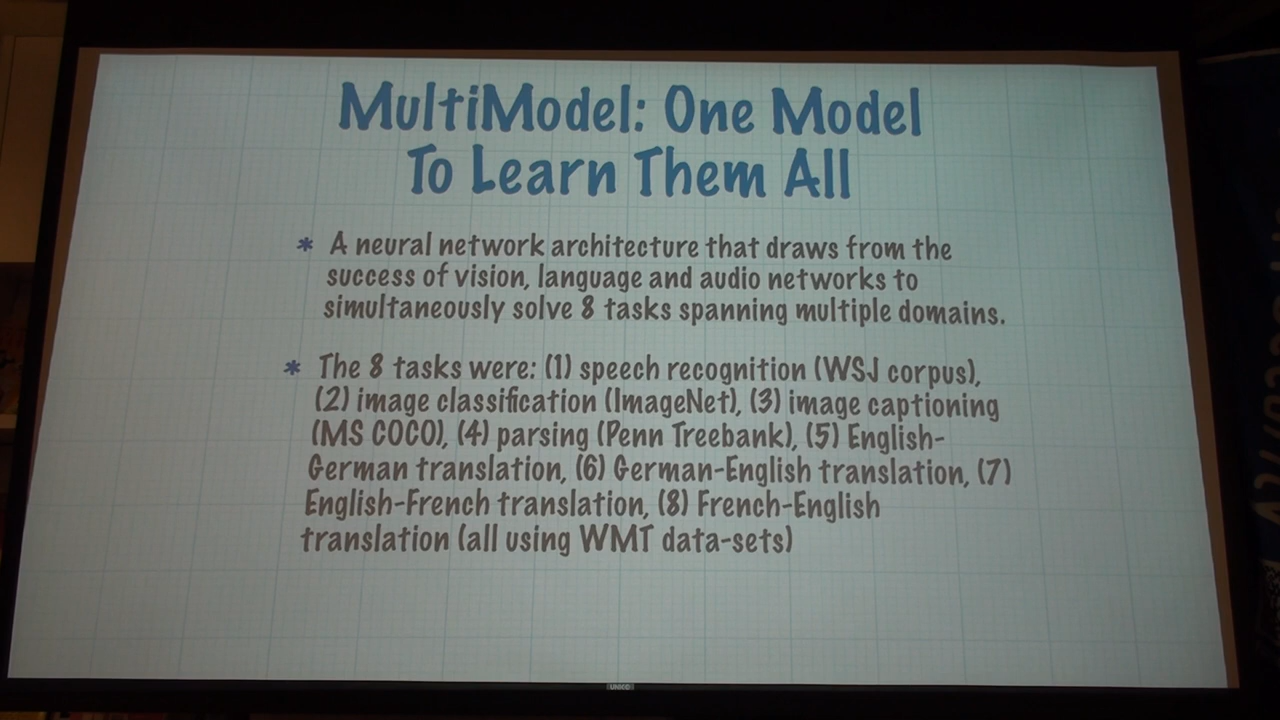 MultiModel: One Model
To Learn Them All
* A neural network architecture that draws from the
success of vision, language and audio networks to
simultaneously solve 8 tasks spanning multiple domains.
* The 8 tasks were: (1) speech recognition (WSJ corpus),
(2) image classification (ImageNet), (3) image captioning
(MS COCO), (4) parsing (Penn Treebank), (5) English-
German translation, (6) German-English translation, (7)
English-French translation, (8) French-English
translation (all using WMT data-sets)